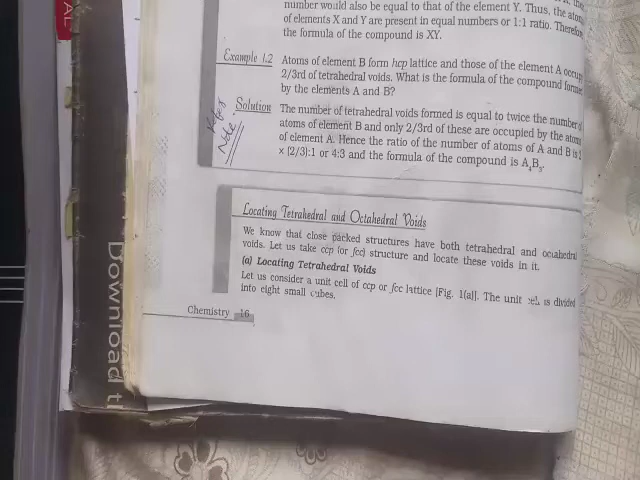 AL
number would also be equal to that of the element Y. Thus, the atoms
of elements X and Y are present in equal numbers or 1:1 ratio. Therefore
the formula of the compound is XY.
Example 1.2 Atoms of element B form hcp lattice and those of the element A occupy
2/3rd of tetrahedral voids. What is the formula of the compound formed
by the elements A and B?
Solution The number of tetrahedral voids formed is equal to twice the number of
atoms of element B and only 2/3rd of these are occupied by the atoms
of element A. Hence the ratio of the number of atoms of A and B is 2
× (2/3):1 or 4:3 and the formula of the compound is A₄B₃.
Note
Locating Tetrahedral and Octahedral Voids
We know that close packed structures have both tetrahedral and octahedral
voids. Let us take ccp (or fcc) structure and locate these voids in it.
(a) Locating Tetrahedral Voids
Let us consider a unit cell of ccp or fcc lattice [Fig. 1(a)]. The unit cell is divided
into eight small cubes.
Chemistry 16
Download t